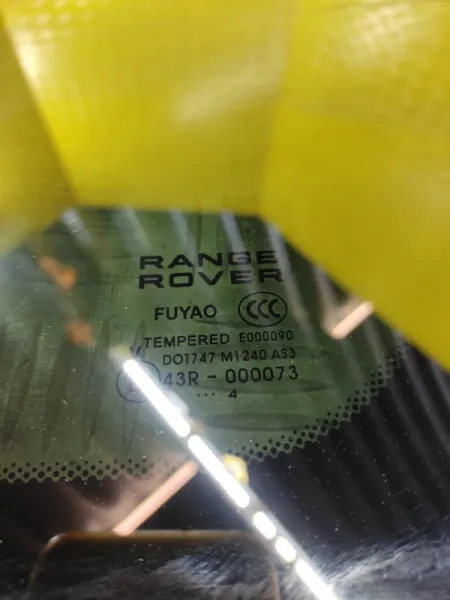 RANGE
ROVER
FUYAO CCC
TEMPERED E000090
DOT747 M1240 AS3
43R - 000073
... 4